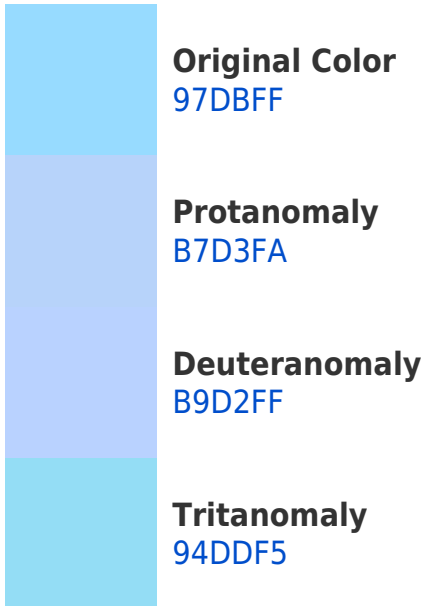 Original Color
97DBFF
Protanomaly
B7D3FA
Deuteranomaly
B9D2FF
Tritanomaly
94DDF5